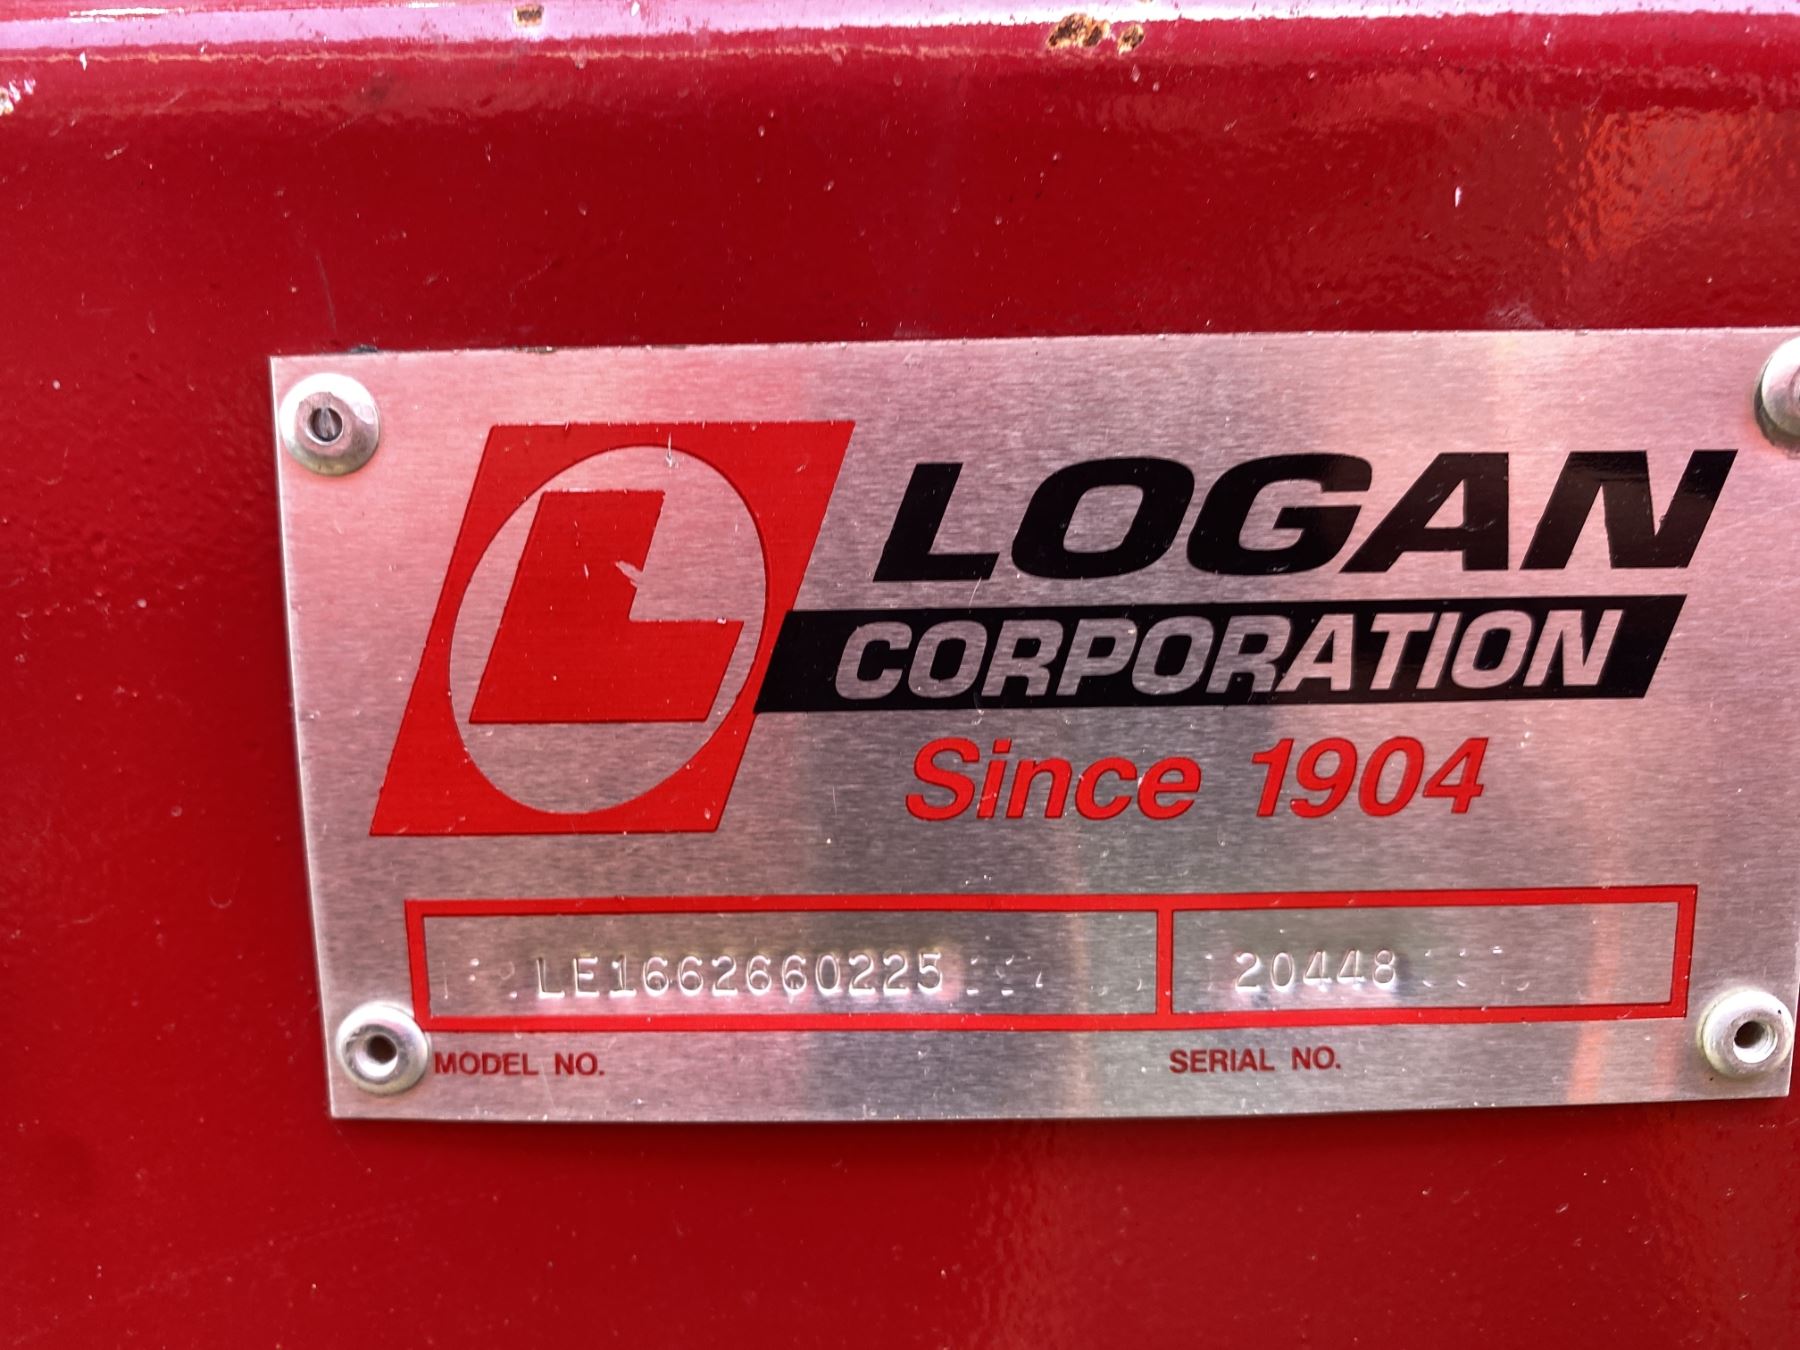 L
LOGAN
CORPORATION
Since 1904
LE1662660225 20448
MODEL NO. SERIAL NO.